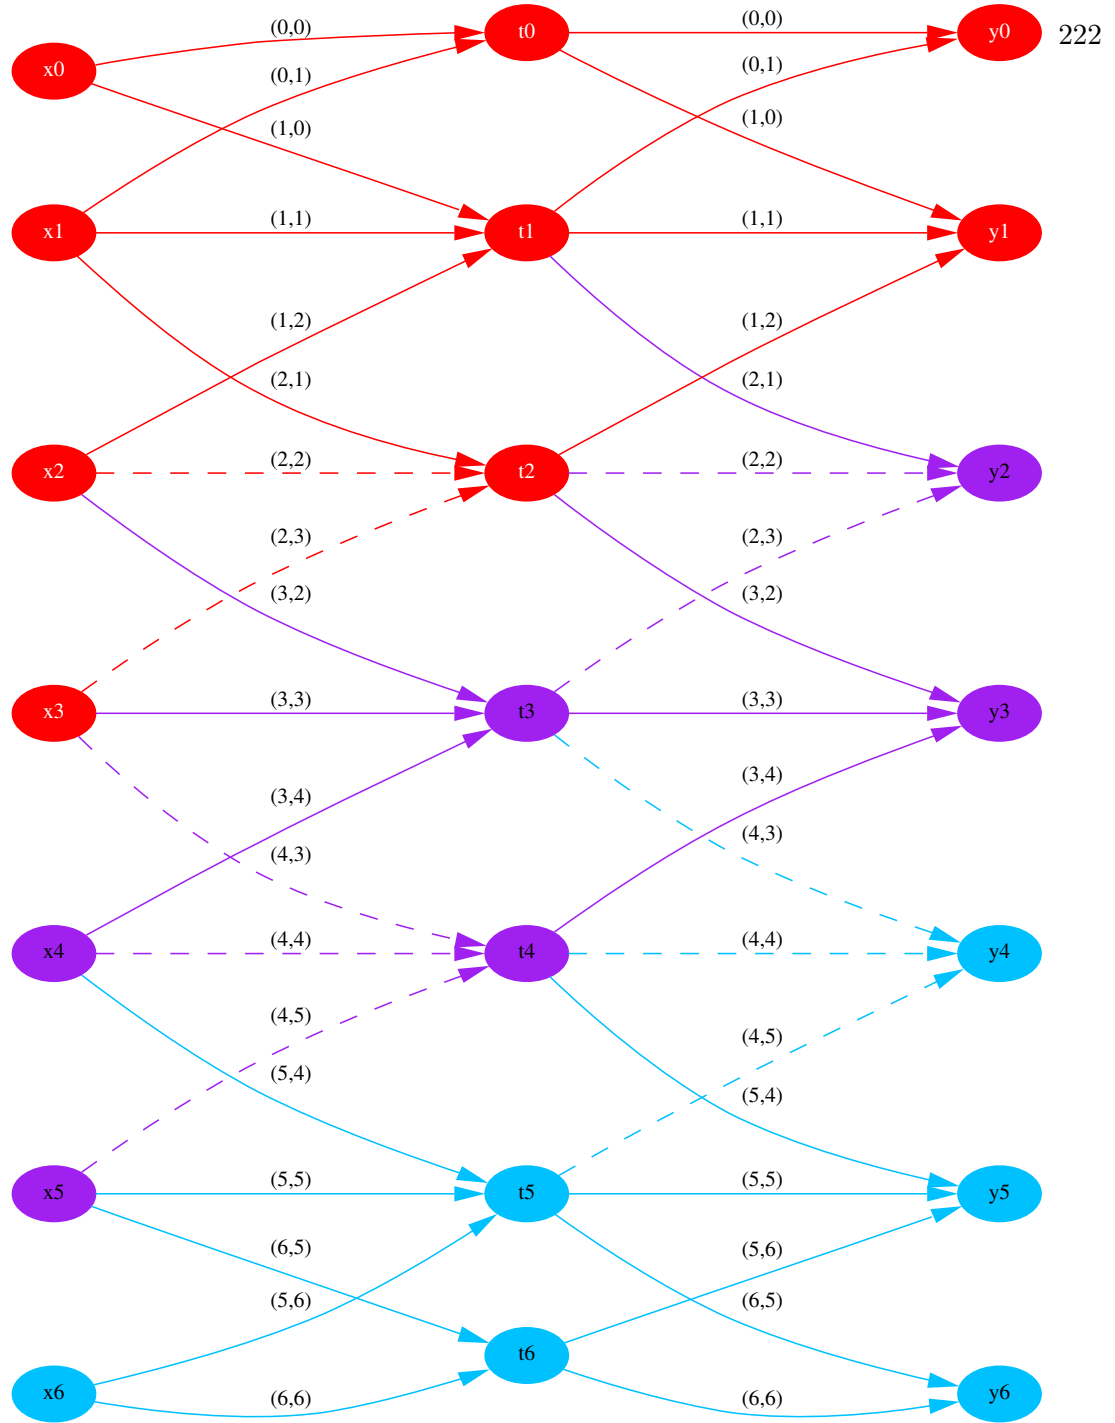 (0,0)
(0,0)
t0
y0
222
x0
(0,1)
(0,1)
(1,0)
(1,0)
x1
(1,1)
t1
(1,1)
y1
(1,2)
(1,2)
(2,1)
(2,1)
x2
(2,2)
t2
(2,2)
y2
(2,3)
(2,3)
(3,2)
(3,2)
x3
(3,3)
t3
(3,3)
y3
(3,4)
(3,4)
(4,3)
(4,3)
x4
(4,4)
t4
(4,4)
y4
(4,5)
(4,5)
(5,4)
(5,4)
x5
(5,5)
t5
(5,5)
y5
(6,5)
(5,6)
(5,6)
(6,5)
t6
x6
(6,6)
(6,6)
y6